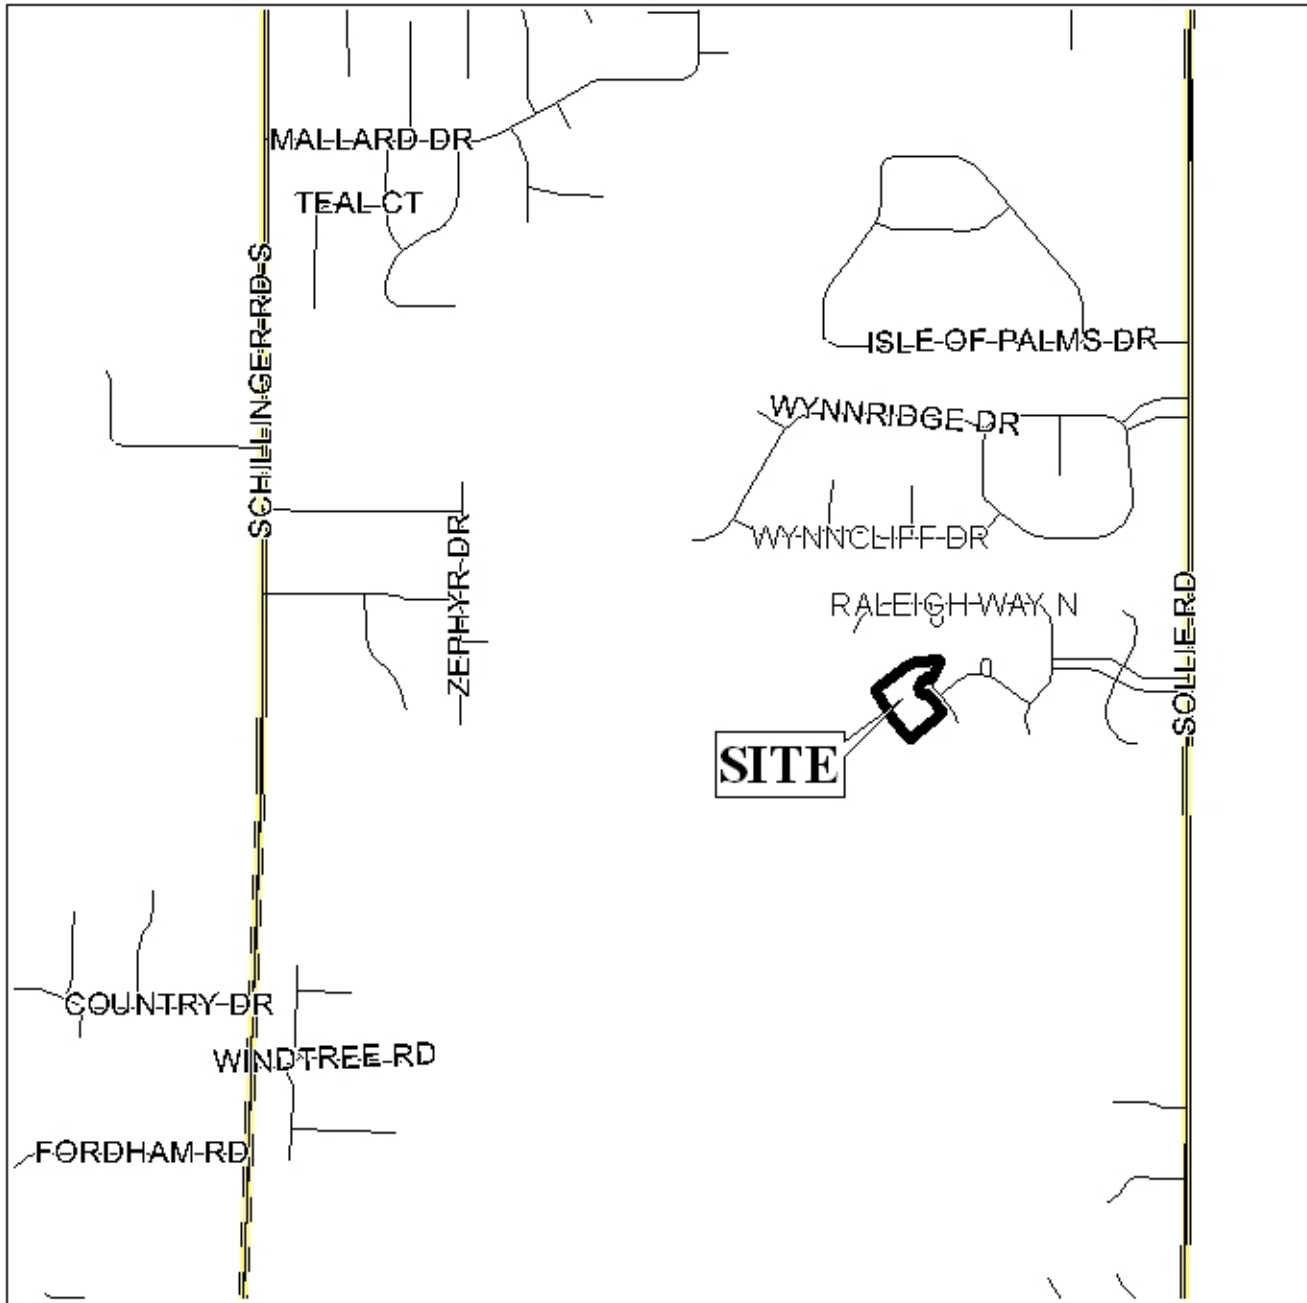 MALLARD DR
TEAL CT
SCHILLINGER RD S
ISLE OF PALMS DR
WYNNRIDGE DR
WYNNCLIFF DR
ZEPHYR DR
RALEIGH WAY N
SOLLIE RD
SITE
COUNTRY DR
WINDTREE RD
FORDHAM RD